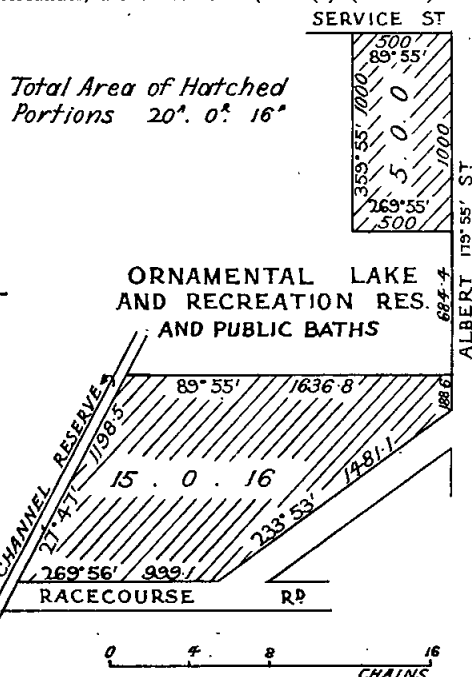 SERVICE ST
500
89°55'
Total Area of Hatched
Portions 20ᴬ. 0ᴿ. 16ᴾ
1000
359°55'
5 . 0 . 0
1000
269°55'
500
ALBERT 179°55' ST
684·4
ORNAMENTAL LAKE
AND RECREATION RES.
AND PUBLIC BATHS
188·6
89°55' 1636·8
CHANNEL RESERVE
27°47' 1198·5
15 . 0 . 16
233°53' 1481·1
269°56' 999·1
RACECOURSE RD
0 4 8 16
CHAINS